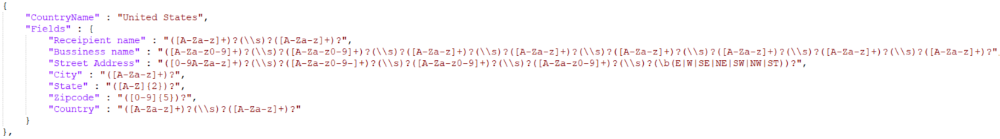 {
"CountryName" : "United States",
"Fields" : {
"Receipient name" : "([A-Za-z]+)?(\\s)?([A-Za-z]+)?",
"Bussiness name" : "([A-Za-z0-9]+)?(\\s)?([A-Za-z0-9]+)?(\\s)?([A-Za-z]+)?(\\s)?([A-Za-z]+)?(\\s)?([A-Za-z]+)?(\\s)?([A-Za-z]+)?(\\s)?([A-Za-z]+)?(\\s)?([A-Za-z]+)?",
"Street Address" : "([0-9A-Za-z]+)?(\\s)?([A-Za-z0-9-]+)?(\\s)?([A-Za-z0-9]+)?(\\s)?([A-Za-z0-9]+)?(\\s)?(\b(E|W|SE|NE|SW|NW|ST))?",
"City" : "([A-Za-z]+)?",
"State" : "([A-Z]{2})?",
"Zipcode" : "([0-9]{5})?",
"Country" : "([A-Za-z]+)?(\\s)?([A-Za-z]+)?"
}
},